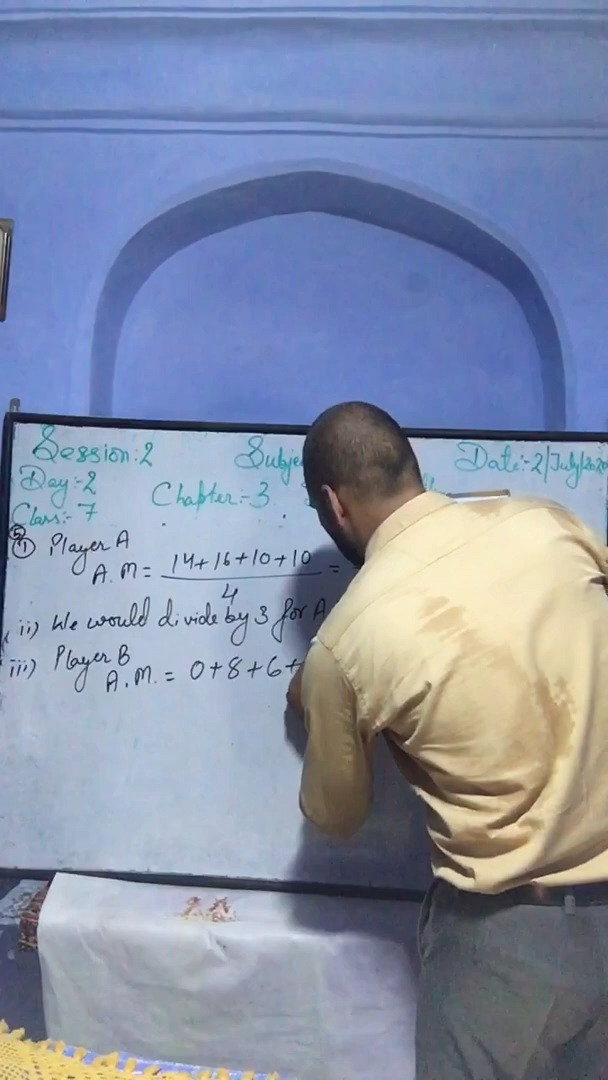 Session:2 Subje Date:-2/July/202
Day:-2
Chapter:-3
Class:- 7
⑤
① Player A
A.M = 14+16+10+10 =
4
(ii) We would divide by 3 for A
iii) Player B
A.M. = 0+8+6+